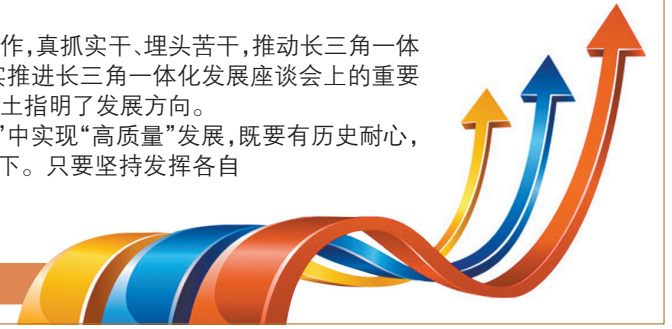 作，真抓实干、埋头苦干，推动长三角一体
实推进长三角一体化发展座谈会上的重要
土指明了发展方向。
”中实现“高质量”发展，既要有历史耐心，
下。只要坚持发挥各自